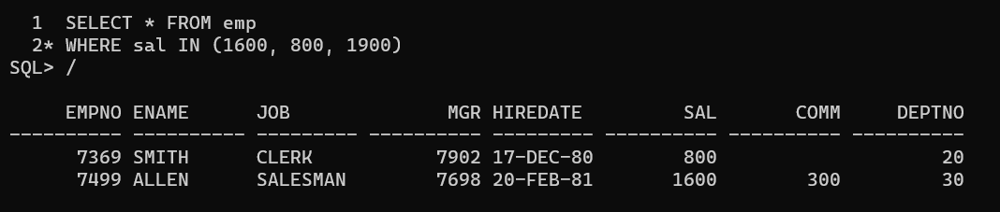 1  SELECT * FROM emp
  2* WHERE sal IN (1600, 800, 1900)
SQL> /
     EMPNO ENAME      JOB              MGR HIREDATE         SAL       COMM     DEPTNO
---------- ---------- --------- ---------- --------- ---------- ---------- ----------
      7369 SMITH      CLERK           7902 17-DEC-80        800                    20
      7499 ALLEN      SALESMAN        7698 20-FEB-81       1600        300         30